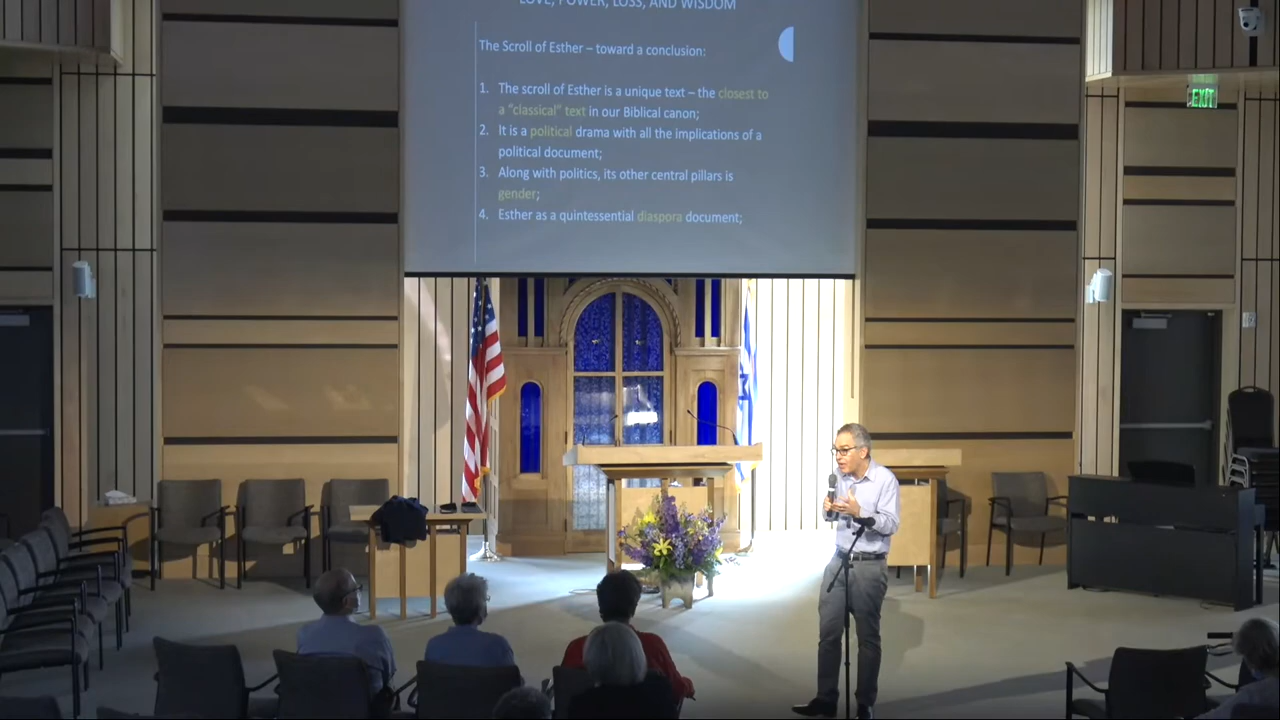 LOVE, POWER, LOSS, AND WISDOM
The Scroll of Esther – toward a conclusion:
1. The scroll of Esther is a unique text – the closest to
a “classical” text in our Biblical canon;
2. It is a political drama with all the implications of a
political document;
3. Along with politics, its other central pillars is
gender;
4. Esther as a quintessential diaspora document;
EXIT